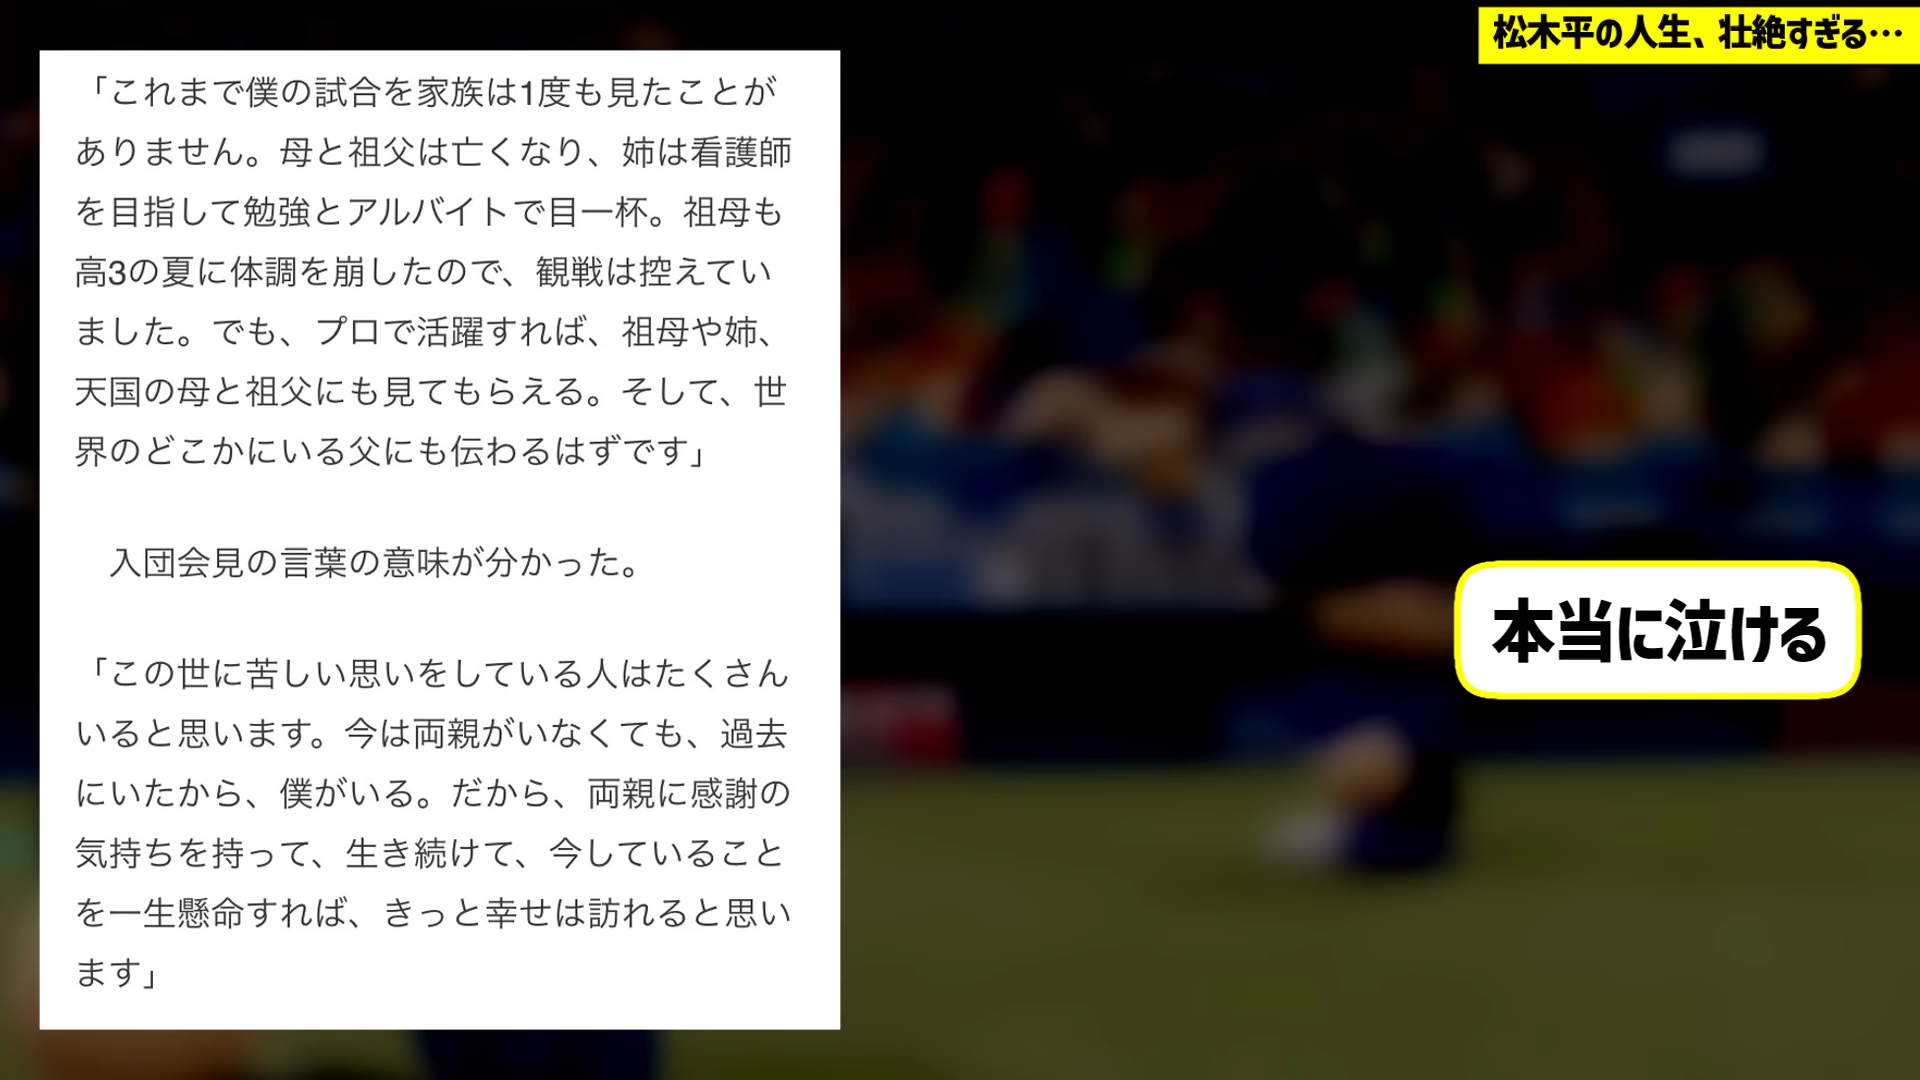 松木平の人生、壮絶すぎる…
「これまで僕の試合を家族は1度も見たことが
ありません。母と祖父は亡くなり、姉は看護師
を目指して勉強とアルバイトで目一杯。祖母も
高3の夏に体調を崩したので、観戦は控えてい
ました。でも、プロで活躍すれば、祖母や姉、
天国の母と祖父にも見てもらえる。そして、世
界のどこかにいる父にも伝わるはずです」
入団会見の言葉の意味が分かった。
「この世に苦しい思いをしている人はたくさん
いると思います。今は両親がいなくても、過去
にいたから、僕がいる。だから、両親に感謝の
気持ちを持って、生き続けて、今していること
を一生懸命すれば、きっと幸せは訪れると思い
ます」
本当に泣ける